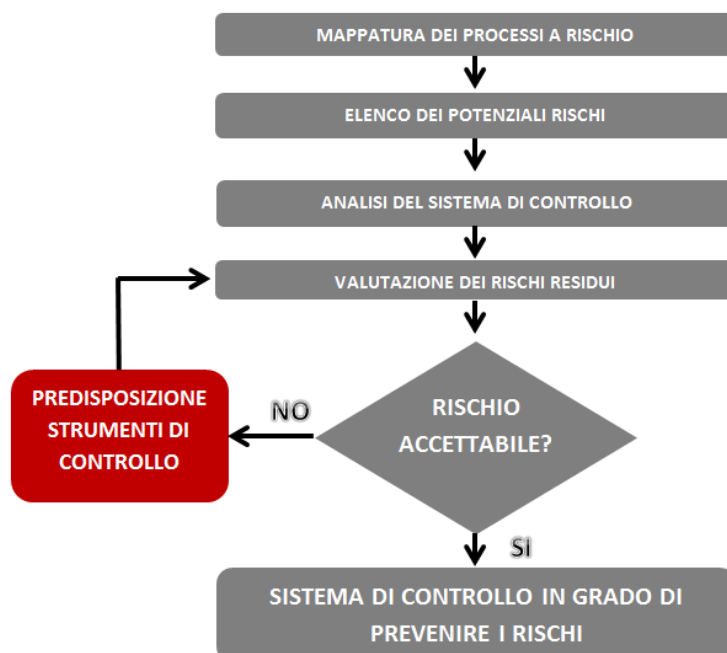 MAPPATURA DEI PROCESSI A RISCHIO
ELENCO DEI POTENZIALI RISCHI
ANALISI DEL SISTEMA DI CONTROLLO
VALUTAZIONE DEI RISCHI RESIDUI
RISCHIO
ACCETTABILE?
NO
PREDISPOSIZIONE
STRUMENTI DI
CONTROLLO
SI
SISTEMA DI CONTROLLO IN GRADO DI
PREVENIRE I RISCHI